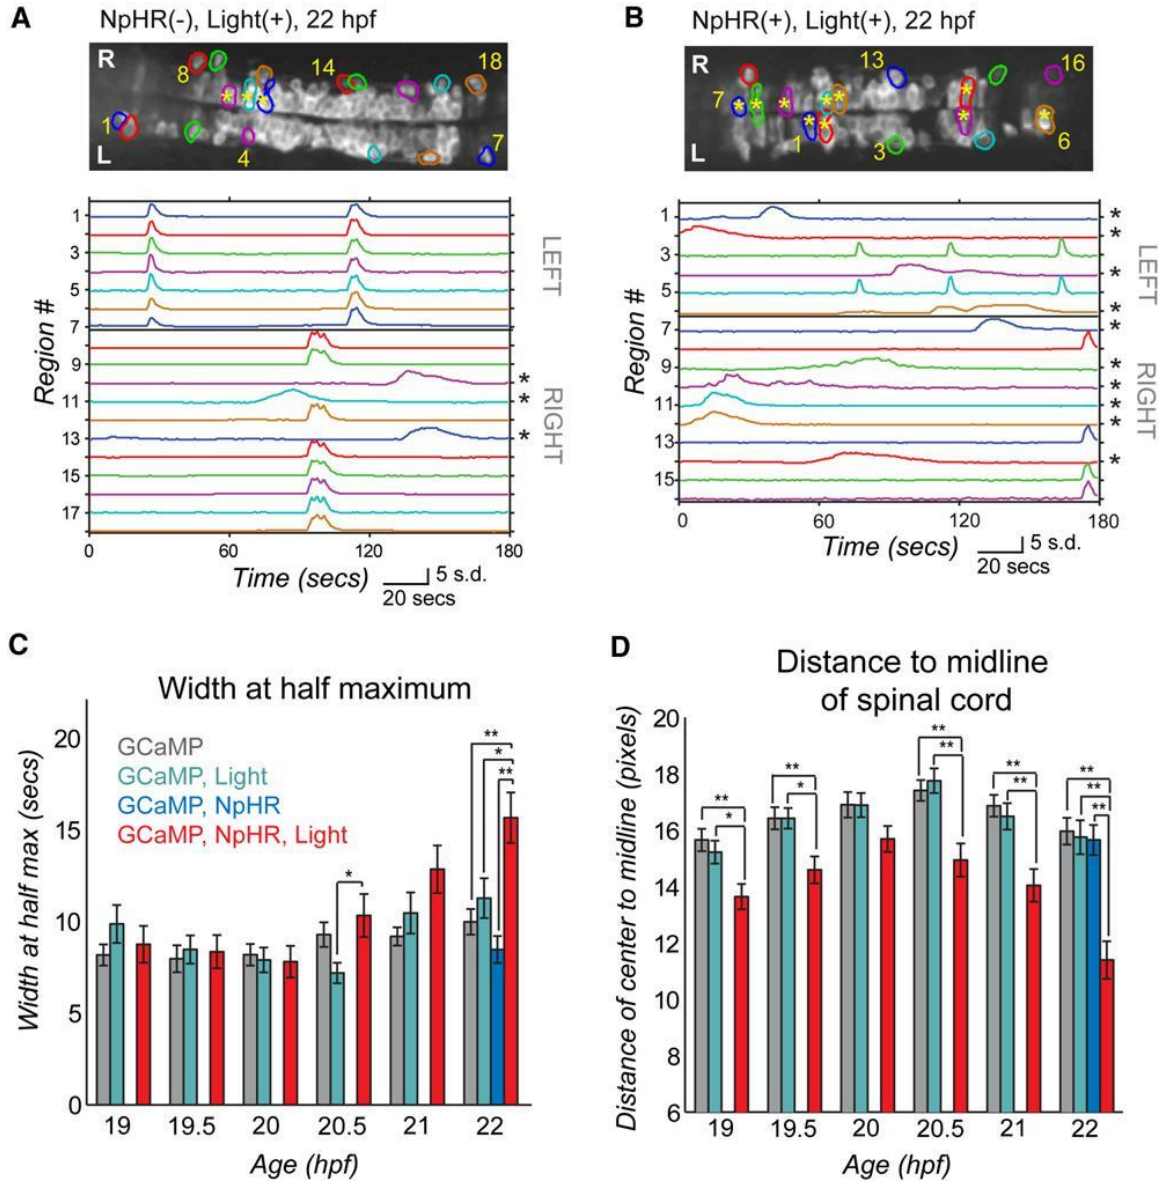 A
NpHR(-), Light(+), 22 hpf
R
8
14
18
1
4
7
L
* * *
1
3
5
7
9
11
13
15
17
Region #
LEFT
RIGHT
*
*
*
0 60 120 180
Time (secs)
5 s.d.
20 secs
B
NpHR(+), Light(+), 22 hpf
R
13
16
7
1
3
6
L
* * * * * * * * * *
1
3
5
7
9
11
13
15
Region #
LEFT
RIGHT
*
*
*
*
*
*
*
*
*
*
0 60 120 180
Time (secs)
5 s.d.
20 secs
C
Width at half maximum
GCaMP
GCaMP, Light
GCaMP, NpHR
GCaMP, NpHR, Light
Width at half max (secs)
20
15
10
5
0
*
**
*
**
19 19.5 20 20.5 21 22
Age (hpf)
D
Distance to midline
of spinal cord
Distance of center to midline (pixels)
20
18
16
14
12
10
8
6
**
*
**
*
**
**
**
**
**
**
**
19 19.5 20 20.5 21 22
Age (hpf)